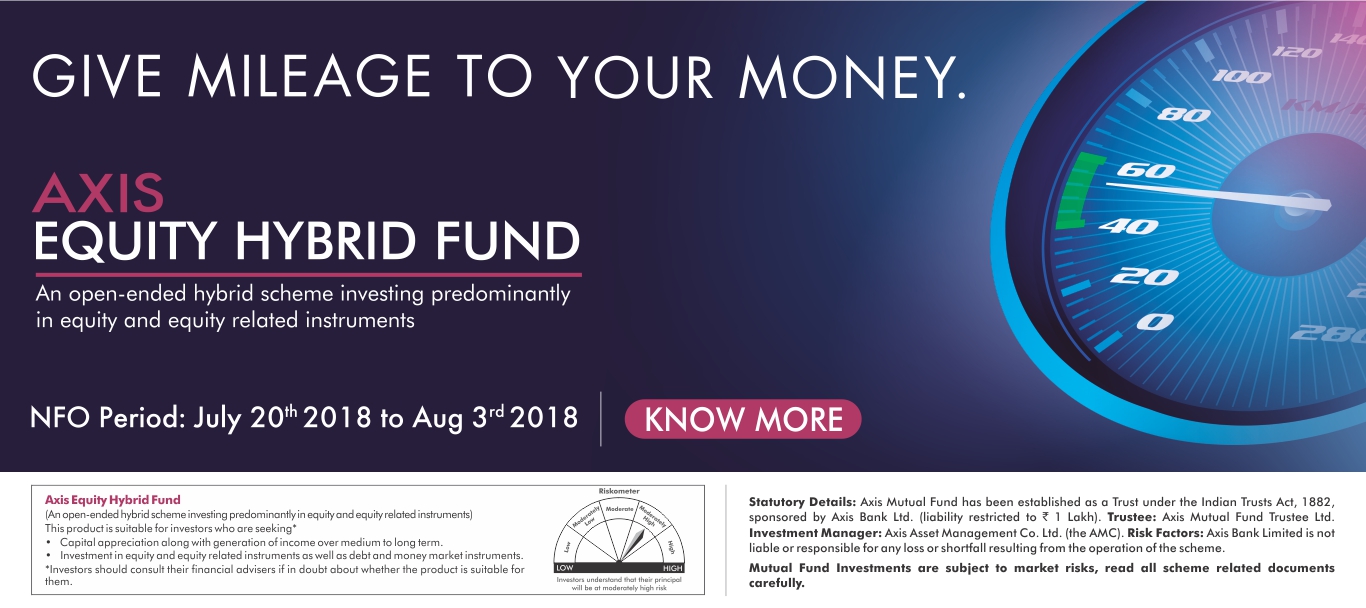 GIVE MILEAGE TO YOUR MONEY.
AXIS
EQUITY HYBRID FUND
An open-ended hybrid scheme investing predominantly
in equity and equity related instruments
NFO Period: July 20th 2018 to Aug 3rd 2018
KNOW MORE
140
120
100
KM/H
80
60
40
20
0
280
Axis Equity Hybrid Fund
(An open-ended hybrid scheme investing predominantly in equity and equity related instruments)
This product is suitable for investors who are seeking*
• Capital appreciation along with generation of income over medium to long term.
• Investment in equity and equity related instruments as well as debt and money market instruments.
*Investors should consult their financial advisers if in doubt about whether the product is suitable for
them.
Riskometer
Low
Moderately Low
Moderate
Moderately High
High
LOW HIGH
Investors understand that their principal
will be at moderately high risk
Statutory Details: Axis Mutual Fund has been established as a Trust under the Indian Trusts Act, 1882,
sponsored by Axis Bank Ltd. (liability restricted to ₹ 1 Lakh). Trustee: Axis Mutual Fund Trustee Ltd.
Investment Manager: Axis Asset Management Co. Ltd. (the AMC). Risk Factors: Axis Bank Limited is not
liable or responsible for any loss or shortfall resulting from the operation of the scheme.
Mutual Fund Investments are subject to market risks, read all scheme related documents
carefully.